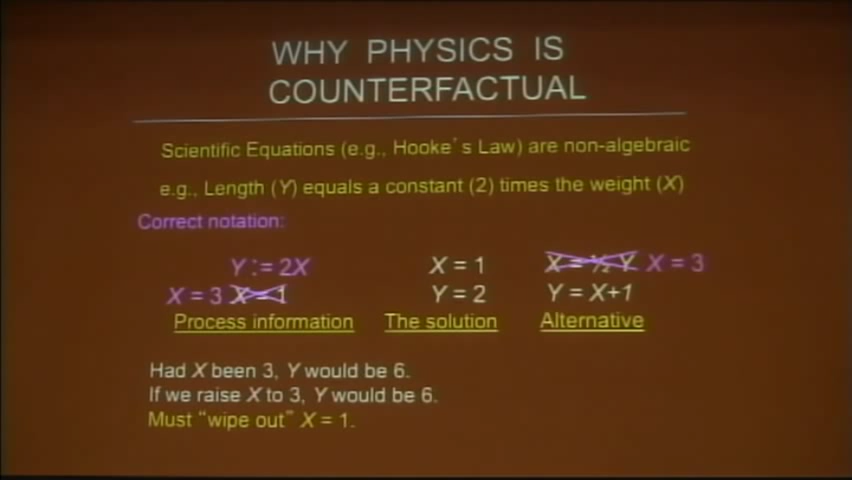 WHY PHYSICS IS
COUNTERFACTUAL
Scientific Equations (e.g., Hooke's Law) are non-algebraic
e.g., Length (Y) equals a constant (2) times the weight (X)
Correct notation:
Y := 2X X = 1 X = ½ Y X = 3
X = 3 X = 1 Y = 2 Y = X+1
Process information The solution Alternative
Had X been 3, Y would be 6.
If we raise X to 3, Y would be 6.
Must "wipe out" X = 1.